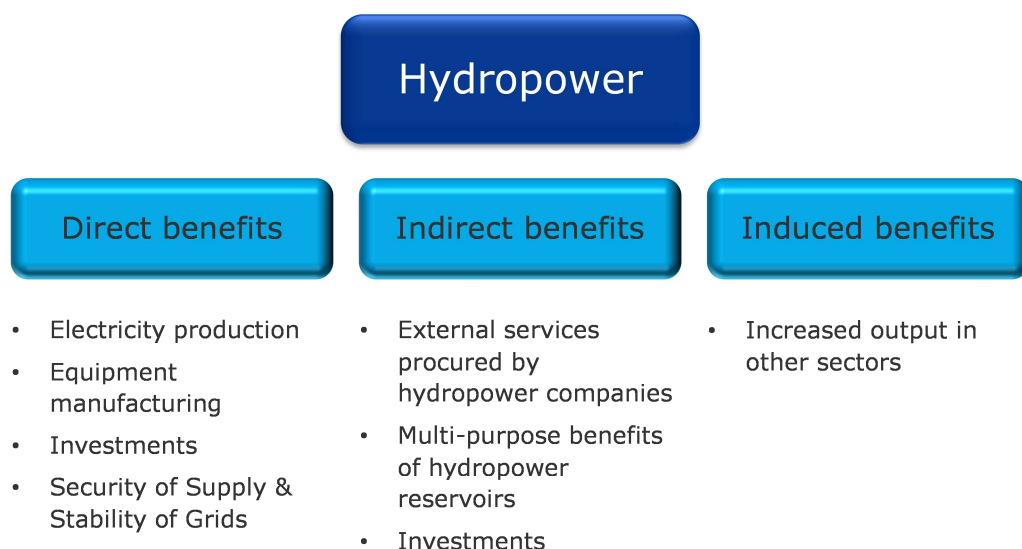 Hydropower
Direct benefits
• Electricity production
• Equipment
manufacturing
• Investments
• Security of Supply &
Stability of Grids
Indirect benefits
• External services
procured by
hydropower companies
• Multi-purpose benefits
of hydropower
reservoirs
• Investments
Induced benefits
• Increased output in
other sectors